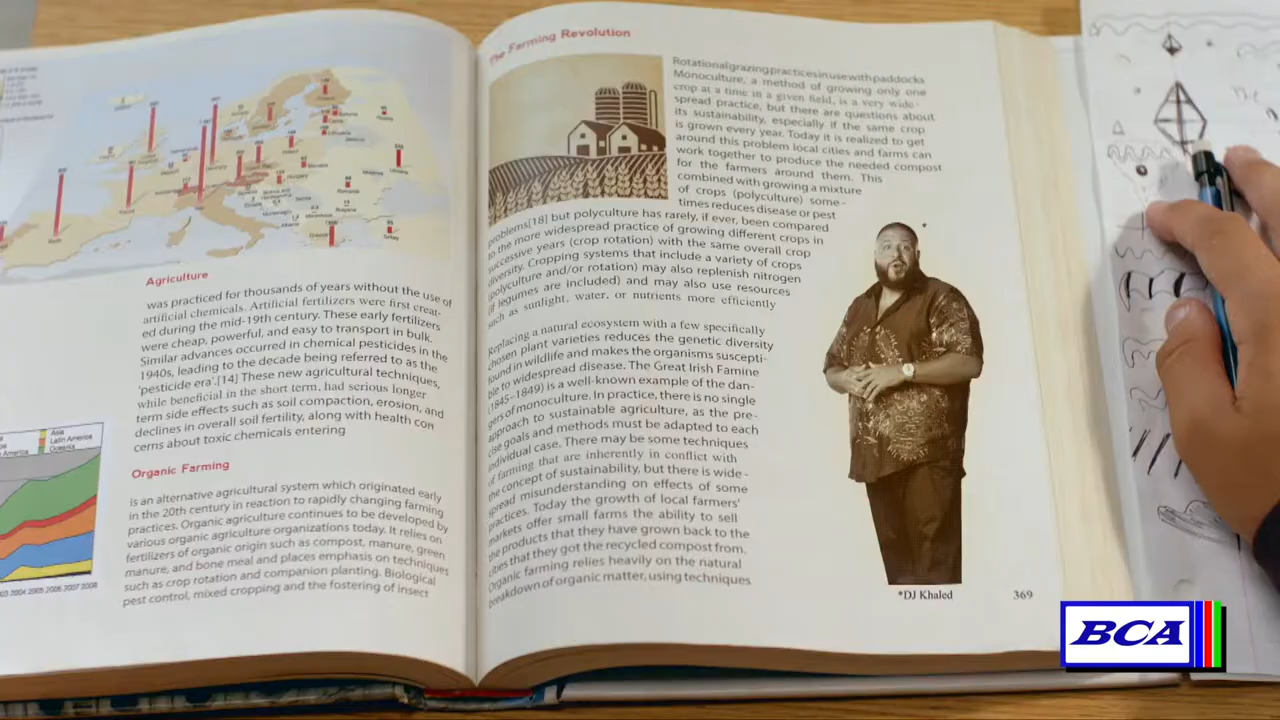 Agriculture
was practiced for thousands of years without the use of
artificial chemicals. Artificial fertilizers were first creat-
ed during the mid-19th century. These early fertilizers
were cheap, powerful, and easy to transport in bulk.
Similar advances occurred in chemical pesticides in the
1940s, leading to the decade being referred to as the
'pesticide era'.[14] These new agricultural techniques,
while beneficial in the short term, had serious longer
term side effects such as soil compaction, erosion, and
declines in overall soil fertility, along with health con
cerns about toxic chemicals entering
Asia
Latin America
Oceania
2004 2005 2006 2007 2008
Organic Farming
is an alternative agricultural system which originated early
in the 20th century in reaction to rapidly changing farming
practices. Organic agriculture continues to be developed by
various organic agriculture organizations today. It relies on
fertilizers of organic origin such as compost, manure, green
manure, and bone meal and places emphasis on techniques
such as crop rotation and companion planting. Biological
pest control, mixed cropping and the fostering of insect
The Farming Revolution
Rotational grazing practices in use with paddocks
Monoculture, a method of growing only one
crop at a time in a given field, is a very wide-
spread practice, but there are questions about
its sustainability, especially if the same crop
is grown every year. Today it is realized to get
around this problem local cities and farms can
work together to produce the needed compost
for the farmers around them. This
combined with growing a mixture
of crops (polyculture) some-
times reduces disease or pest
problems[18] but polyculture has rarely, if ever, been compared
to the more widespread practice of growing different crops in
successive years (crop rotation) with the same overall crop
diversity. Cropping systems that include a variety of crops
(polyculture and/or rotation) may also replenish nitrogen
(if legumes are included) and may also use resources
such as sunlight, water, or nutrients more efficiently
Replacing a natural ecosystem with a few specifically
chosen plant varieties reduces the genetic diversity
found in wildlife and makes the organisms suscepti-
ble to widespread disease. The Great Irish Famine
(1845–1849) is a well-known example of the dan-
gers of monoculture. In practice, there is no single
approach to sustainable agriculture, as the pre-
cise goals and methods must be adapted to each
individual case. There may be some techniques
of farming that are inherently in conflict with
the concept of sustainability, but there is wide-
spread misunderstanding on effects of some
practices. Today the growth of local farmers'
markets offer small farms the ability to sell
the products that they have grown back to the
cities that they got the recycled compost from.
Organic farming relies heavily on the natural
breakdown of organic matter, using techniques
*
*DJ Khaled
369
BCA